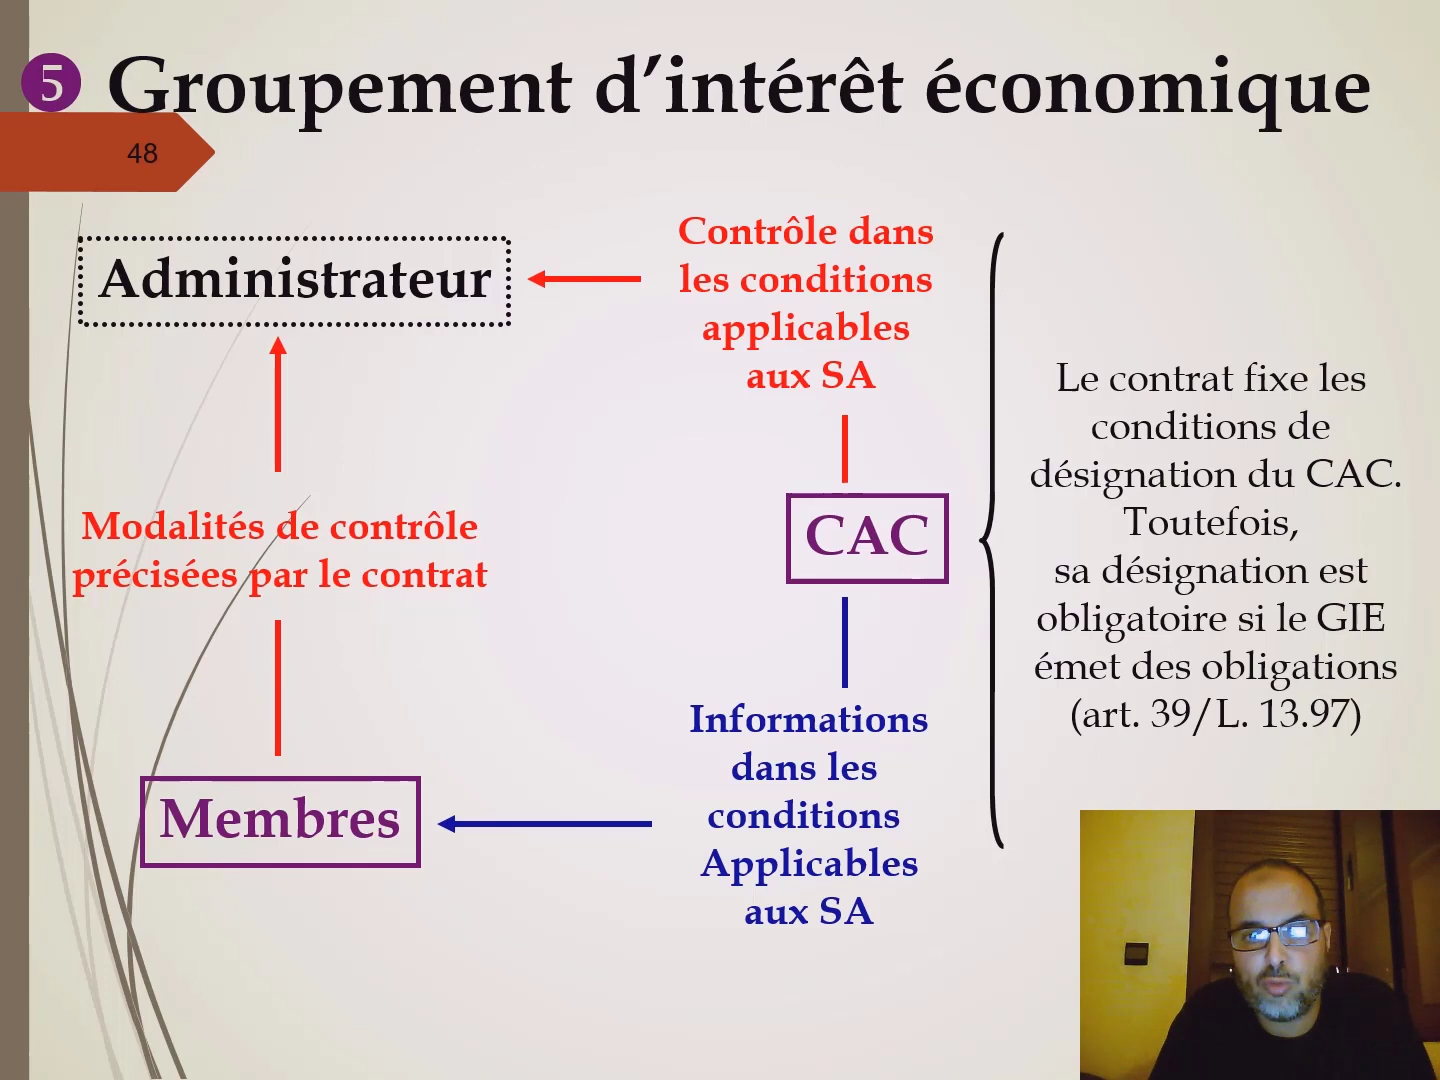 5 Groupement d’intérêt économique
48
Administrateur
Contrôle dans
les conditions
applicables
aux SA
Modalités de contrôle
précisées par le contrat
CAC
Membres
Informations
dans les
conditions
Applicables
aux SA
Le contrat fixe les
conditions de
désignation du CAC.
Toutefois,
sa désignation est
obligatoire si le GIE
émet des obligations
(art. 39/L. 13.97)